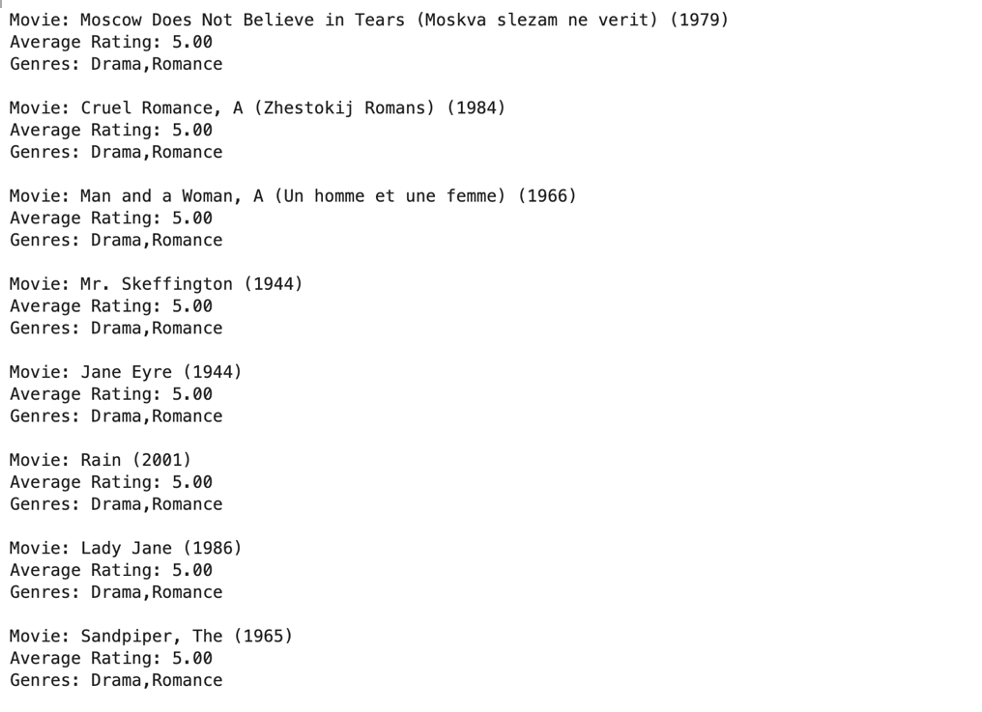 Movie: Moscow Does Not Believe in Tears (Moskva slezam ne verit) (1979)
Average Rating: 5.00
Genres: Drama,Romance
Movie: Cruel Romance, A (Zhestokij Romans) (1984)
Average Rating: 5.00
Genres: Drama,Romance
Movie: Man and a Woman, A (Un homme et une femme) (1966)
Average Rating: 5.00
Genres: Drama,Romance
Movie: Mr. Skeffington (1944)
Average Rating: 5.00
Genres: Drama,Romance
Movie: Jane Eyre (1944)
Average Rating: 5.00
Genres: Drama,Romance
Movie: Rain (2001)
Average Rating: 5.00
Genres: Drama,Romance
Movie: Lady Jane (1986)
Average Rating: 5.00
Genres: Drama,Romance
Movie: Sandpiper, The (1965)
Average Rating: 5.00
Genres: Drama,Romance